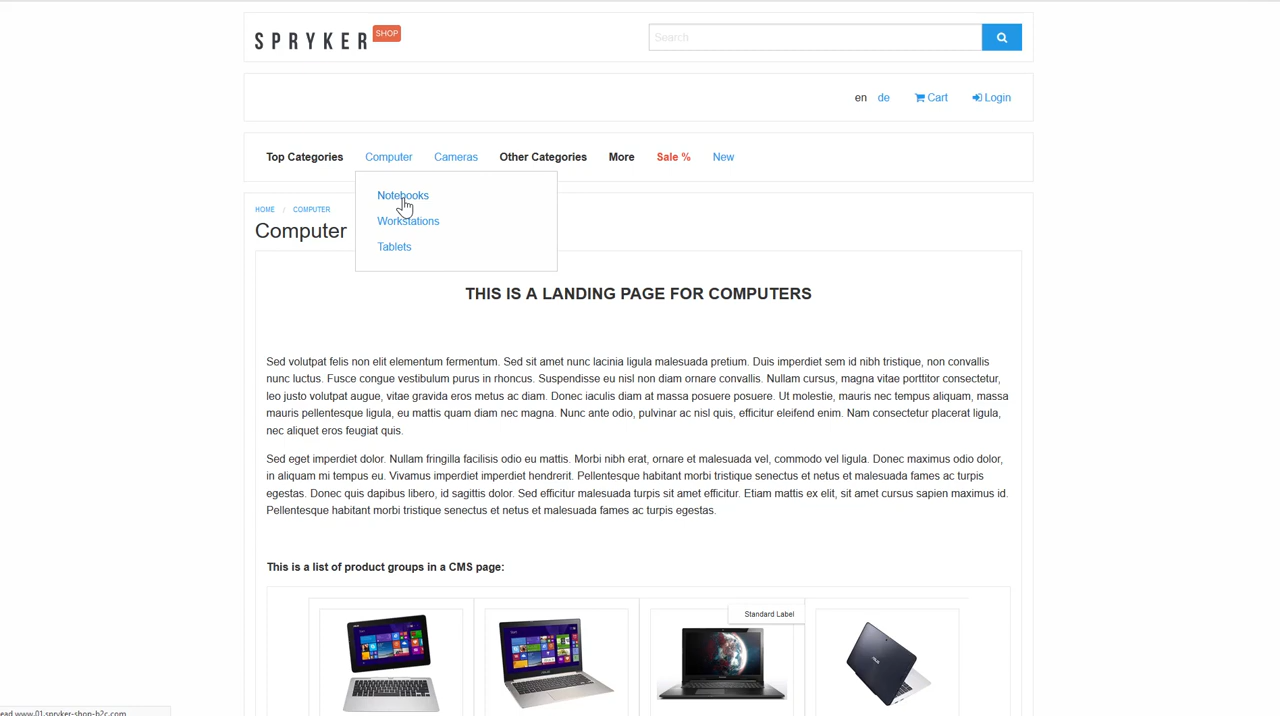 SPRYKER SHOP
Search
en de Cart Login
Top Categories Computer Cameras Other Categories More Sale % New
Notebooks
Workstations
Tablets
HOME / COMPUTER
Computer
THIS IS A LANDING PAGE FOR COMPUTERS
Sed volutpat felis non elit elementum fermentum. Sed sit amet nunc lacinia ligula malesuada pretium. Duis imperdiet sem id nibh tristique, non convallis
nunc luctus. Fusce congue vestibulum purus in rhoncus. Suspendisse eu nisl non diam ornare convallis. Nullam cursus, magna vitae porttitor consectetur,
leo justo volutpat augue, vitae gravida eros metus ac diam. Donec iaculis diam at massa posuere posuere. Ut molestie, mauris nec tempus aliquam, massa
mauris pellentesque ligula, eu mattis quam diam nec magna. Nunc ante odio, pulvinar ac nisl quis, efficitur eleifend enim. Nam consectetur placerat ligula,
nec aliquet eros feugiat quis.
Sed eget imperdiet dolor. Nullam fringilla facilisis odio eu mattis. Morbi nibh erat, ornare et malesuada vel, commodo vel ligula. Donec maximus odio dolor,
in aliquam mi tempus eu. Vivamus imperdiet imperdiet hendrerit. Pellentesque habitant morbi tristique senectus et netus et malesuada fames ac turpis
egestas. Donec quis dapibus libero, id sagittis dolor. Sed efficitur malesuada turpis sit amet efficitur. Etiam mattis ex elit, sit amet cursus sapien maximus id.
Pellentesque habitant morbi tristique senectus et netus et malesuada fames ac turpis egestas.
This is a list of product groups in a CMS page:
Standard Label
ead www.01.spryker-shop-b2c.com